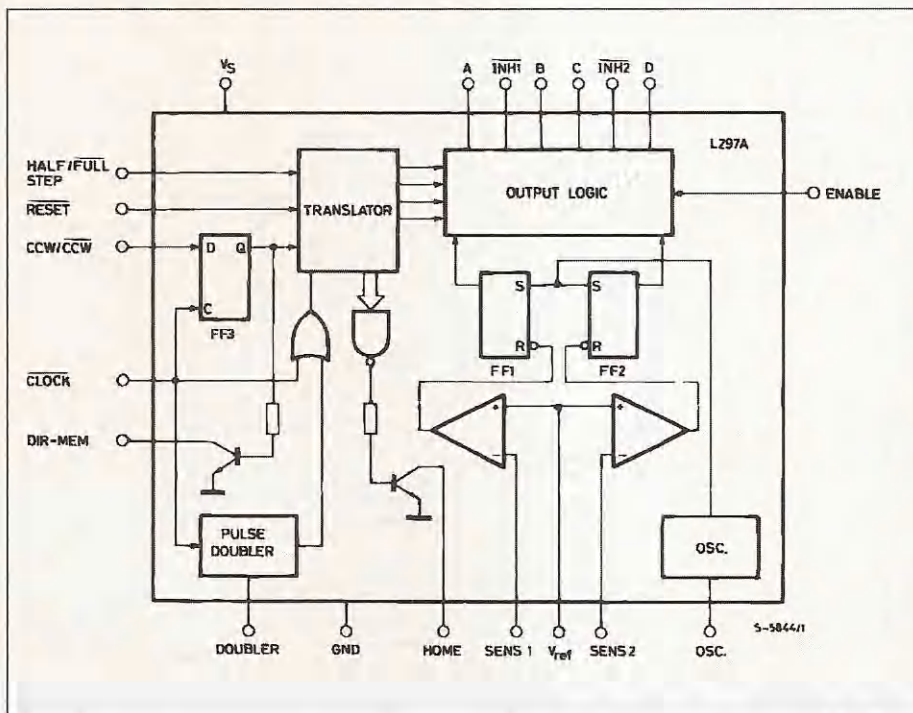 VS
A INH1 B C INH2 D
L297A
HALF/FULL
STEP
RESET
CCW/CCW
CLOCK
DIR-MEM
TRANSLATOR
OUTPUT LOGIC
ENABLE
D Q
C
FF3
S S
R R
FF1 FF2
+ +
- -
PULSE
DOUBLER
OSC.
S-5844/1
DOUBLER GND HOME SENS 1 Vref SENS 2 OSC.